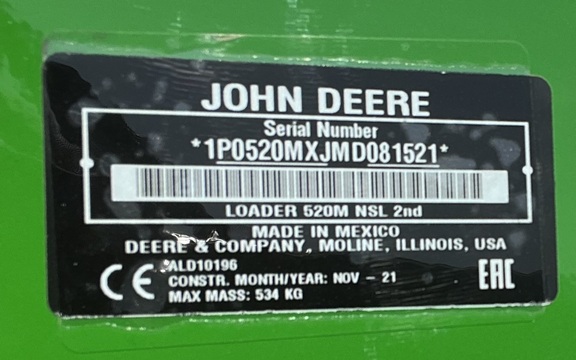 JOHN DEERE
Serial Number
*1P0520MXJMD081521*
LOADER 520M NSL 2nd
MADE IN MEXICO
DEERE & COMPANY, MOLINE, ILLINOIS, USA
*ALD10196
CONSTR. MONTH/YEAR: NOV - 21
MAX MASS: 534 KG
CE
EAC